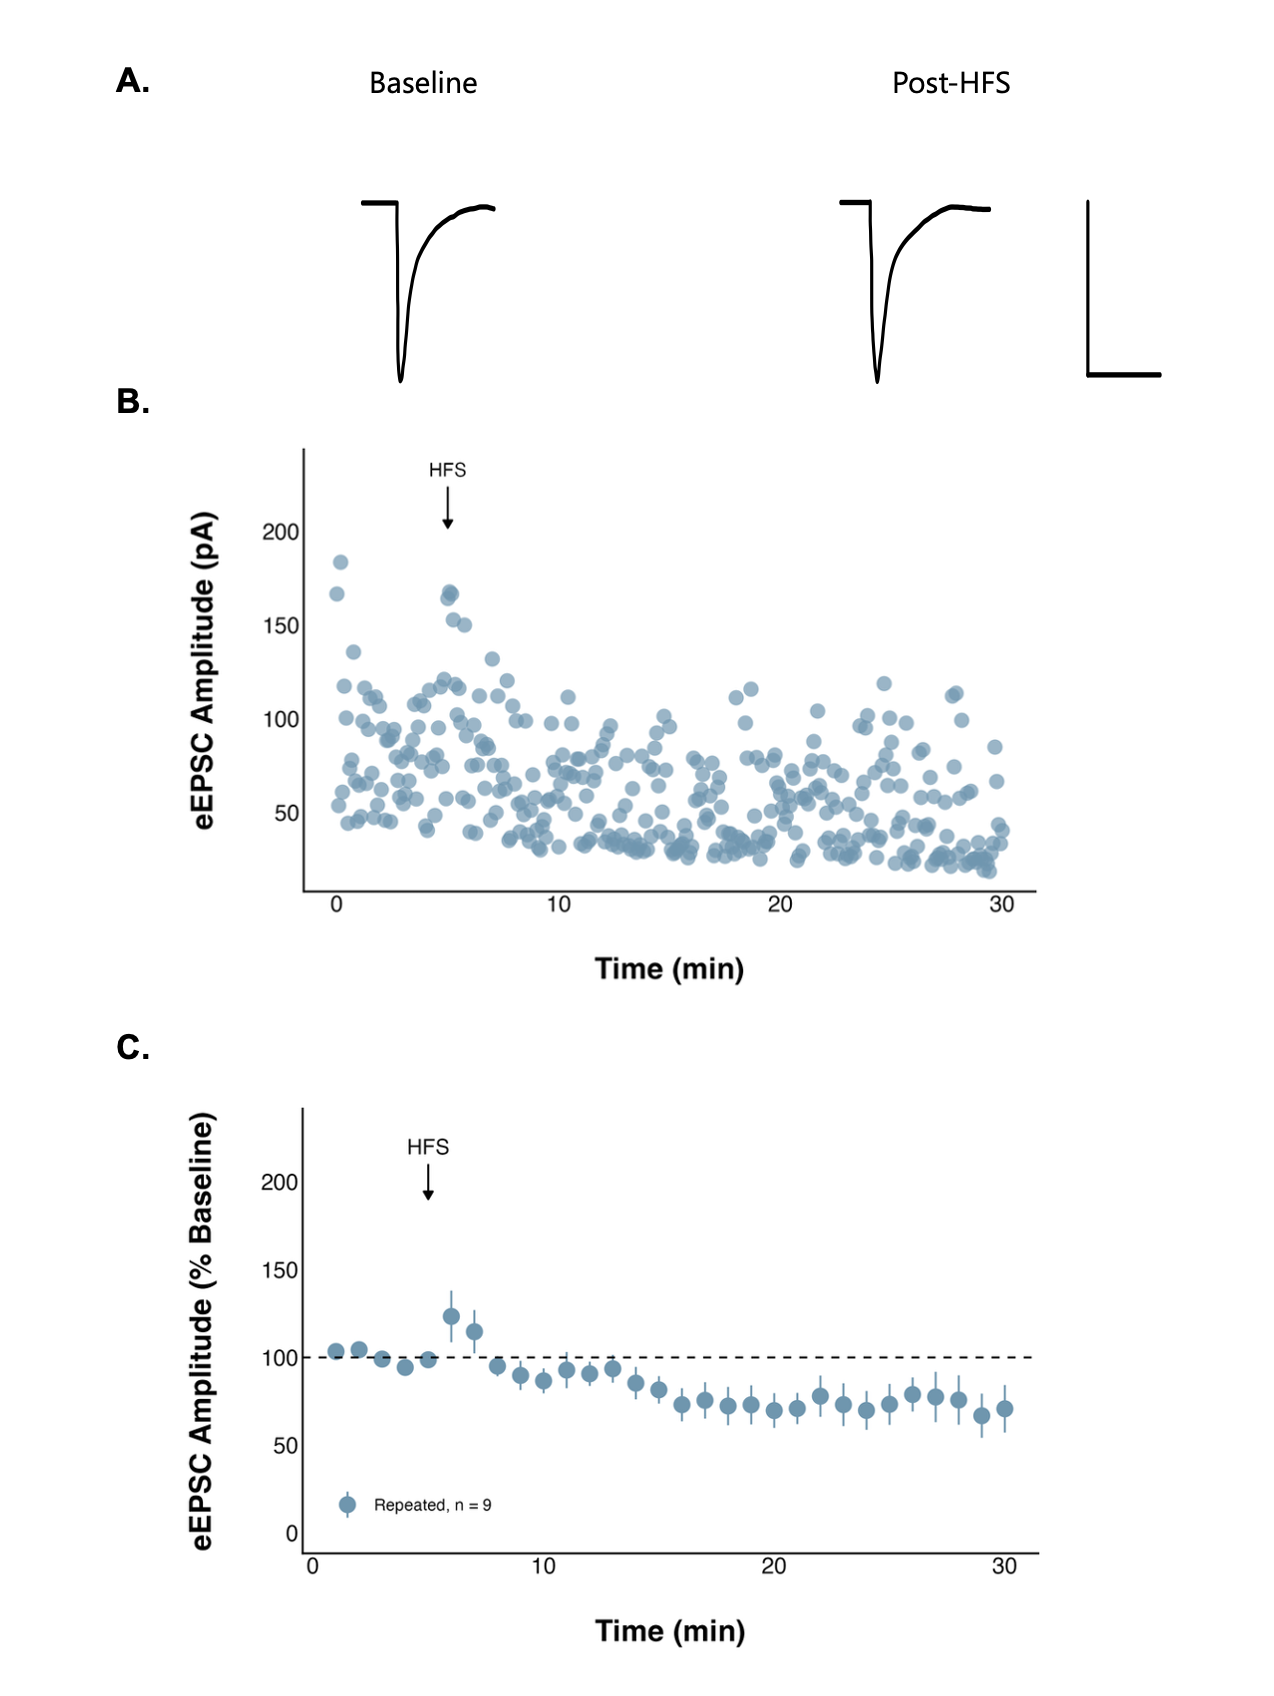 A.
Baseline
Post-HFS
B.
HFS
eEPSC Amplitude (pA)
200
150
100
50
0
10
20
30
Time (min)
C.
HFS
eEPSC Amplitude (% Baseline)
200
150
100
50
0
Repeated, n = 9
0
10
20
30
Time (min)